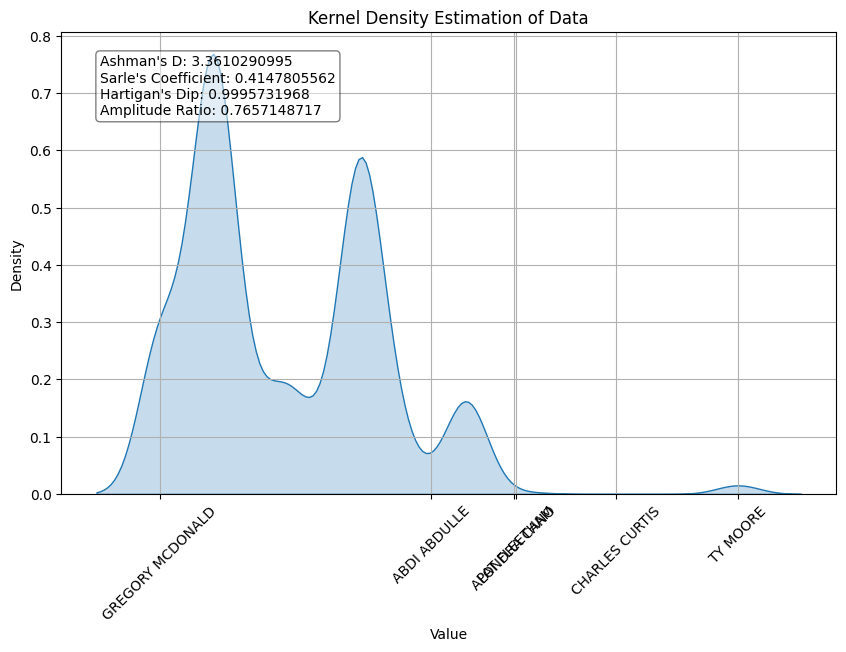 Kernel Density Estimation of Data
Ashman's D: 3.3610290995
Sarle's Coefficient: 0.4147805562
Hartigan's Dip: 0.9995731968
Amplitude Ratio: 0.7657148717
0.8
0.7
0.6
0.5
0.4
0.3
0.2
0.1
0.0
Density
GREGORY MCDONALD
ABDI ABDULLE
CHARLES CURTIS
TY MOORE
Value